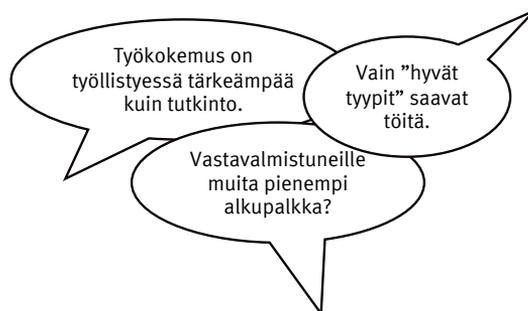 Työkokemus on
työllistyessä tärkeämpää
kuin tutkinto.
Vain ”hyvät
tyypit” saavat
töitä.
Vastavalmistuneille
muita pienempi
alkupalkka?